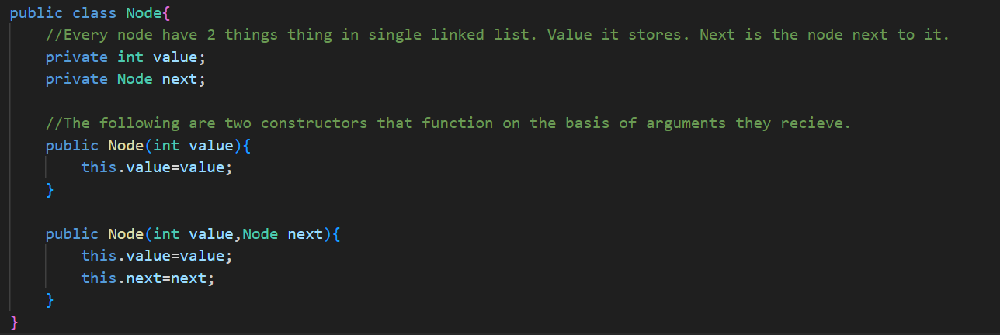 public class Node{
//Every node have 2 things thing in single linked list. Value it stores. Next is the node next to it.
private int value;
private Node next;
//The following are two constructors that function on the basis of arguments they recieve.
public Node(int value){
this.value=value;
}
public Node(int value,Node next){
this.value=value;
this.next=next;
}
}